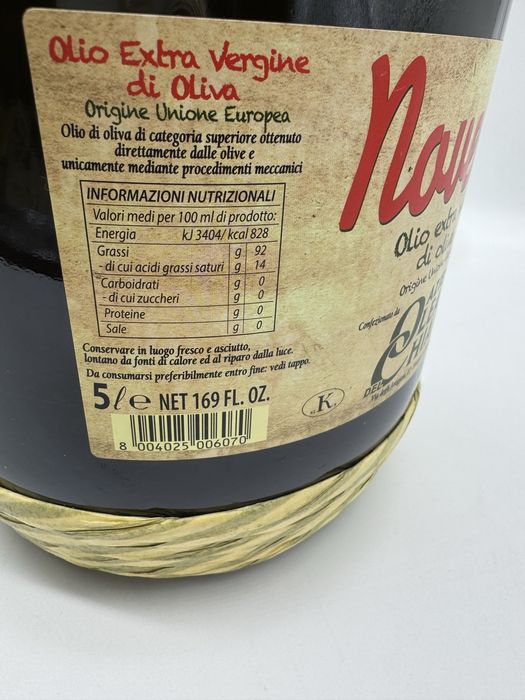 Olio Extra Vergine
di Oliva
Origine Unione Europea
Olio di oliva di categoria superiore ottenuto
direttamente dalle olive e
unicamente mediante procedimenti meccanici
INFORMAZIONI NUTRIZIONALI
Valori medi per 100 ml di prodotto:
Energia kJ 3404/ kcal 828
Grassi g 92
- di cui acidi grassi saturi g 14
Carboidrati g 0
- di cui zuccheri g 0
Proteine g 0
Sale g 0
Conservare in luogo fresco e asciutto,
lontano da fonti di calore ed al riparo dalla luce.
Da consumarsi preferibilmente entro fine: vedi tappo.
5 l e NET 169 FL. OZ.
8 004025 006070
K
Olio extra
di
Origine
Confezionato da